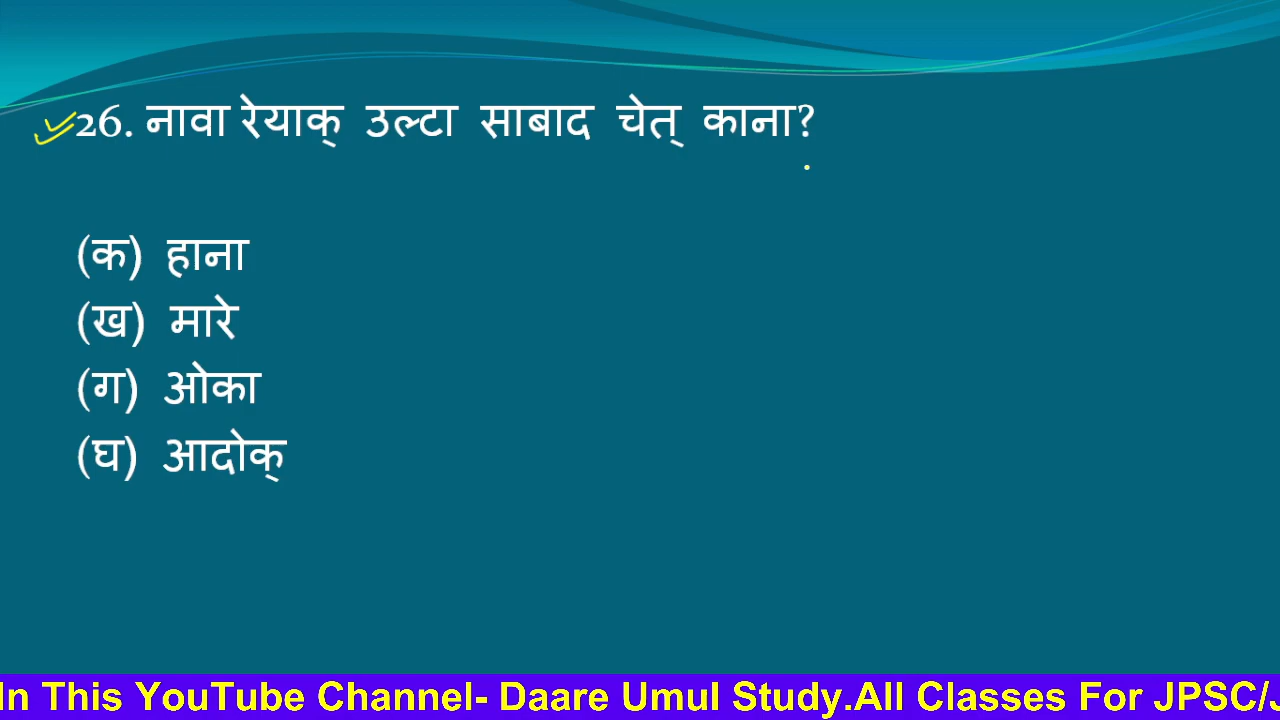 26. नावा रेयाक् उल्टा साबाद चेत् काना?
(क) हाना
(ख) मारे
(ग) ओका
(घ) आदोक्
In This YouTube Channel- Daare Umul Study.All Classes For JPSC/J